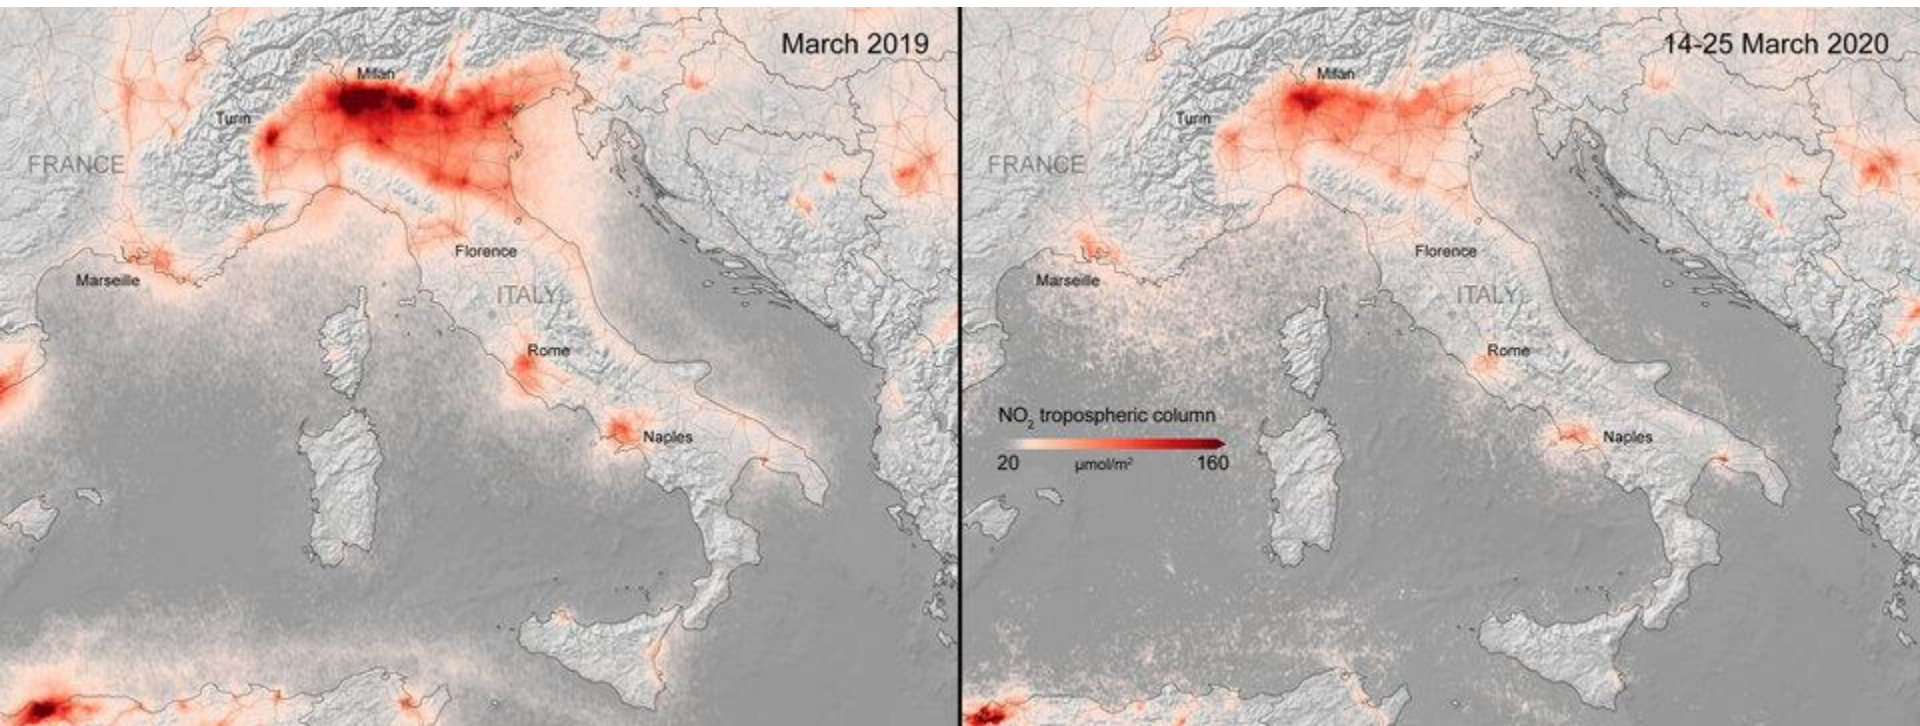 March 2019
Milan
Turin
FRANCE
Florence
Marseille
ITALY
Rome
Naples
14-25 March 2020
Milan
Turin
FRANCE
Florence
Marseille
ITALY
Rome
NO₂ tropospheric column
Naples
20 µmol/m² 160